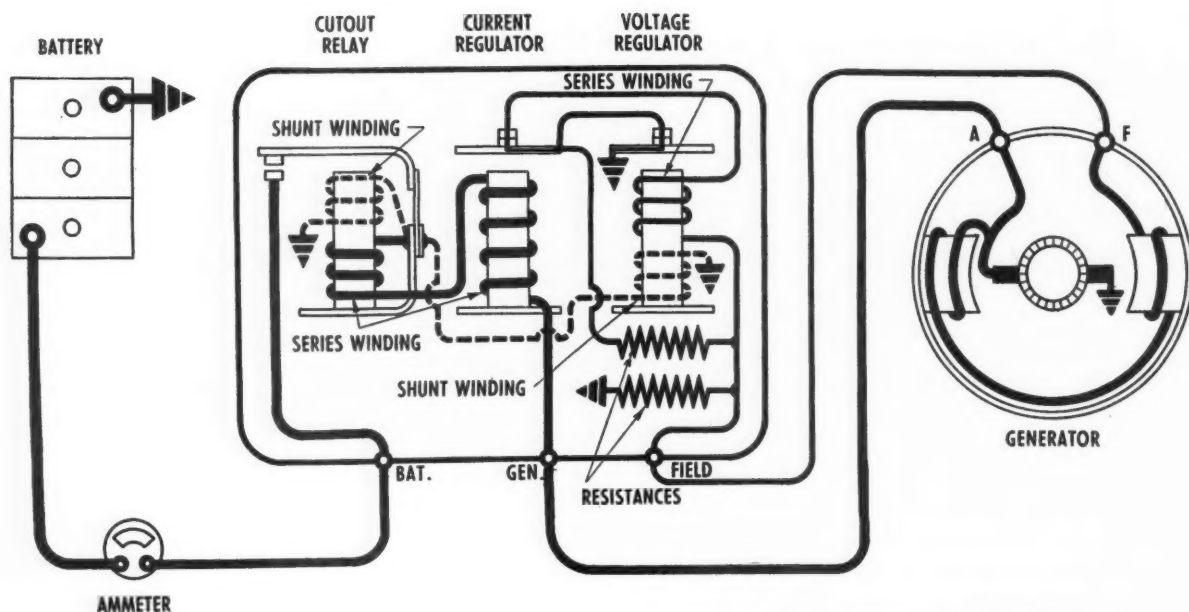 CUTOUT
RELAY
CURRENT
REGULATOR
VOLTAGE
REGULATOR
BATTERY
SERIES WINDING
SHUNT WINDING
A
F
SERIES WINDING
SHUNT WINDING
GENERATOR
BAT.
GEN.
FIELD
RESISTANCES
AMMETER